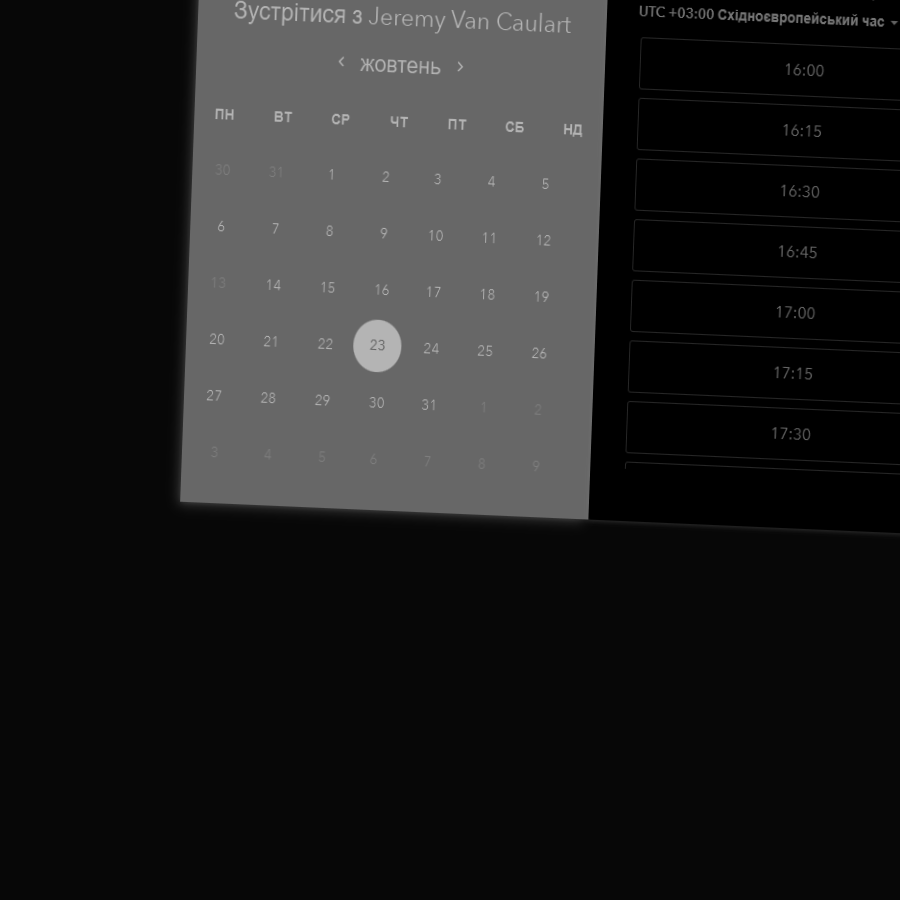 Зустрітися з Jeremy Van Caulart
‹ жовтень ›
ПН ВТ СР ЧТ ПТ СБ НД
30 31 1 2 3 4 5
6 7 8 9 10 11 12
13 14 15 16 17 18 19
20 21 22 23 24 25 26
27 28 29 30 31 1 2
3 4 5 6 7 8 9
UTC +03:00 Східноєвропейський час
16:00
16:15
16:30
16:45
17:00
17:15
17:30